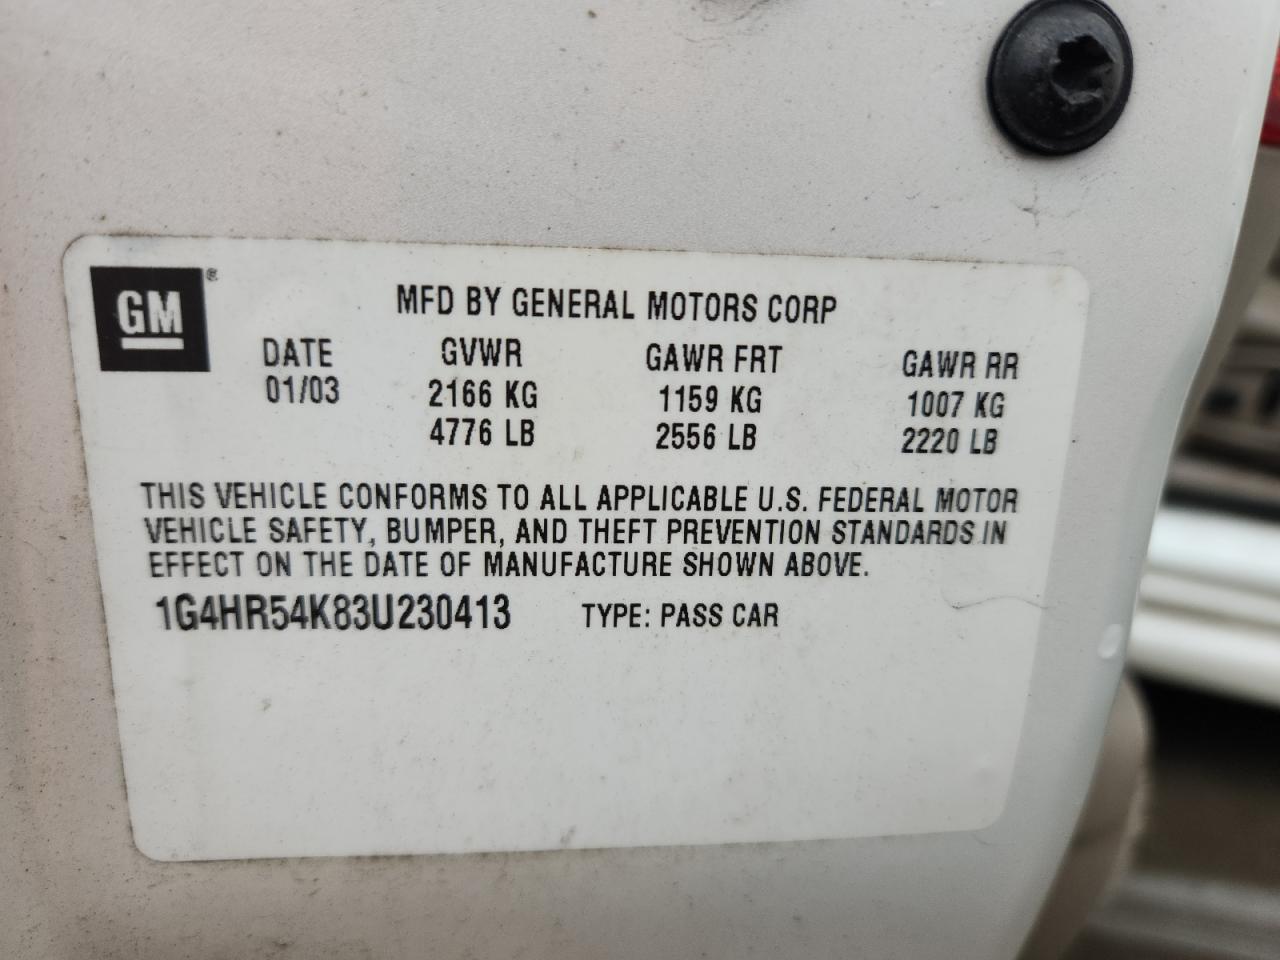 GM®
MFD BY GENERAL MOTORS CORP
DATE GVWR GAWR FRT GAWR RR
01/03 2166 KG 1159 KG 1007 KG
4776 LB 2556 LB 2220 LB
THIS VEHICLE CONFORMS TO ALL APPLICABLE U.S. FEDERAL MOTOR
VEHICLE SAFETY, BUMPER, AND THEFT PREVENTION STANDARDS IN
EFFECT ON THE DATE OF MANUFACTURE SHOWN ABOVE.
1G4HR54K83U230413 TYPE: PASS CAR